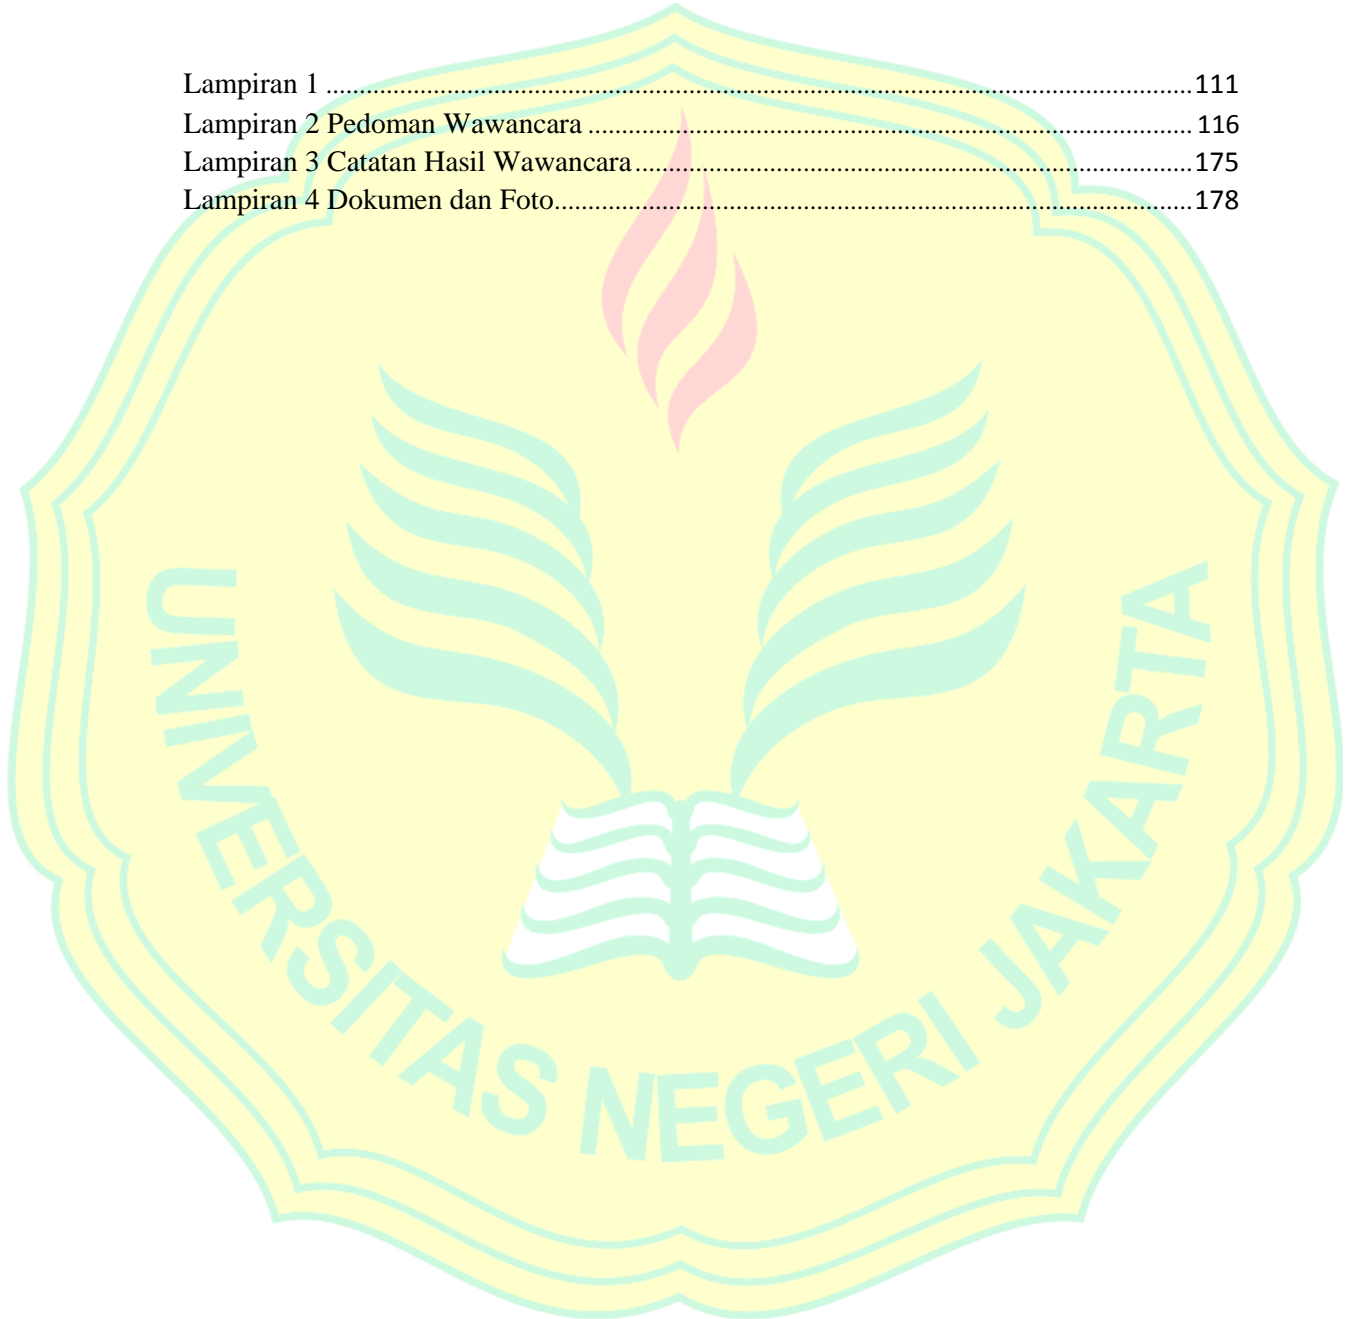 Lampiran 1 ........................................................................................................ 111
Lampiran 2 Pedoman Wawancara ........................................................................ 116
Lampiran 3 Catatan Hasil Wawancara.................................................................. 175
Lampiran 4 Dokumen dan Foto............................................................................ 178
UNIVERSITAS NEGERI JAKARTA